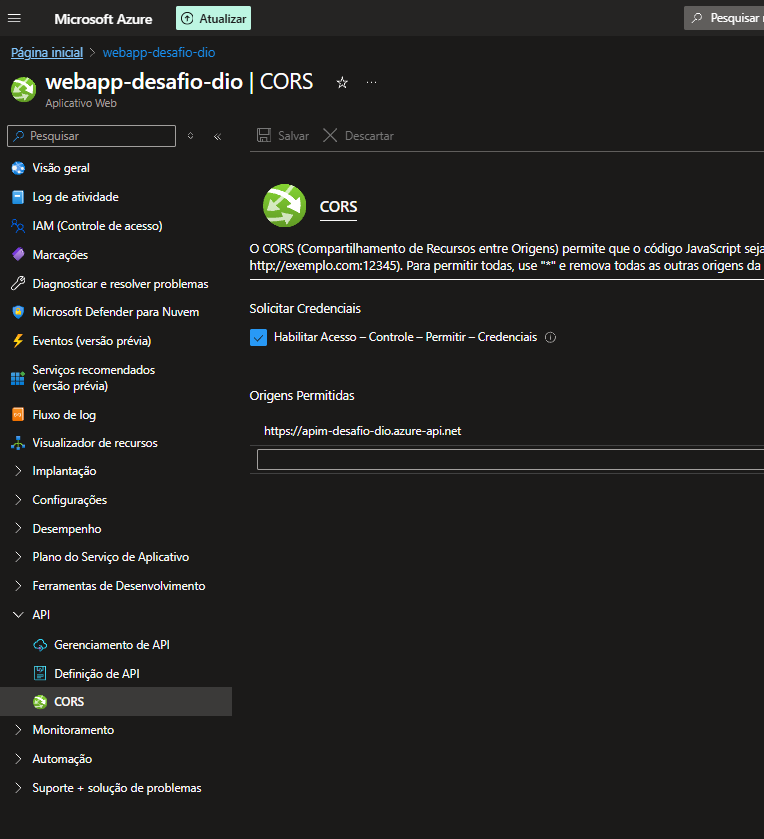 Microsoft Azure
Atualizar
Pesquisar
Página inicial > webapp-desafio-dio
webapp-desafio-dio | CORS
Aplicativo Web
Pesquisar
Salvar
Descartar
Visão geral
Log de atividade
IAM (Controle de acesso)
Marcações
Diagnosticar e resolver problemas
Microsoft Defender para Nuvem
Eventos (versão prévia)
Serviços recomendados
(versão prévia)
Fluxo de log
Visualizador de recursos
Implantação
Configurações
Desempenho
Plano do Serviço de Aplicativo
Ferramentas de Desenvolvimento
API
Gerenciamento de API
Definição de API
CORS
Monitoramento
Automação
Suporte + solução de problemas
CORS
O CORS (Compartilhamento de Recursos entre Origens) permite que o código JavaScript seja
http://exemplo.com:12345). Para permitir todas, use "*" e remova todas as outras origens da
Solicitar Credenciais
Habilitar Acesso – Controle – Permitir – Credenciais
Origens Permitidas
https://apim-desafio-dio.azure-api.net